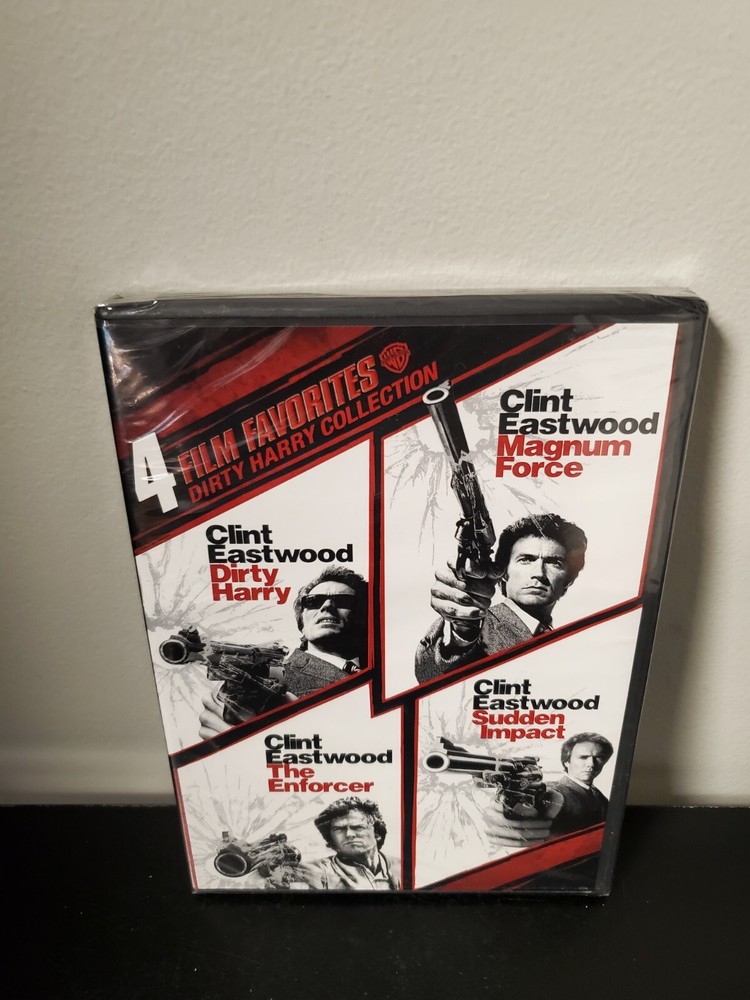 4 FILM FAVORITES
WB
DIRTY HARRY COLLECTION
Clint
Eastwood
Magnum
Force
Clint
Eastwood
Dirty
Harry
Clint
Eastwood
Sudden
Impact
Clint
Eastwood
The
Enforcer